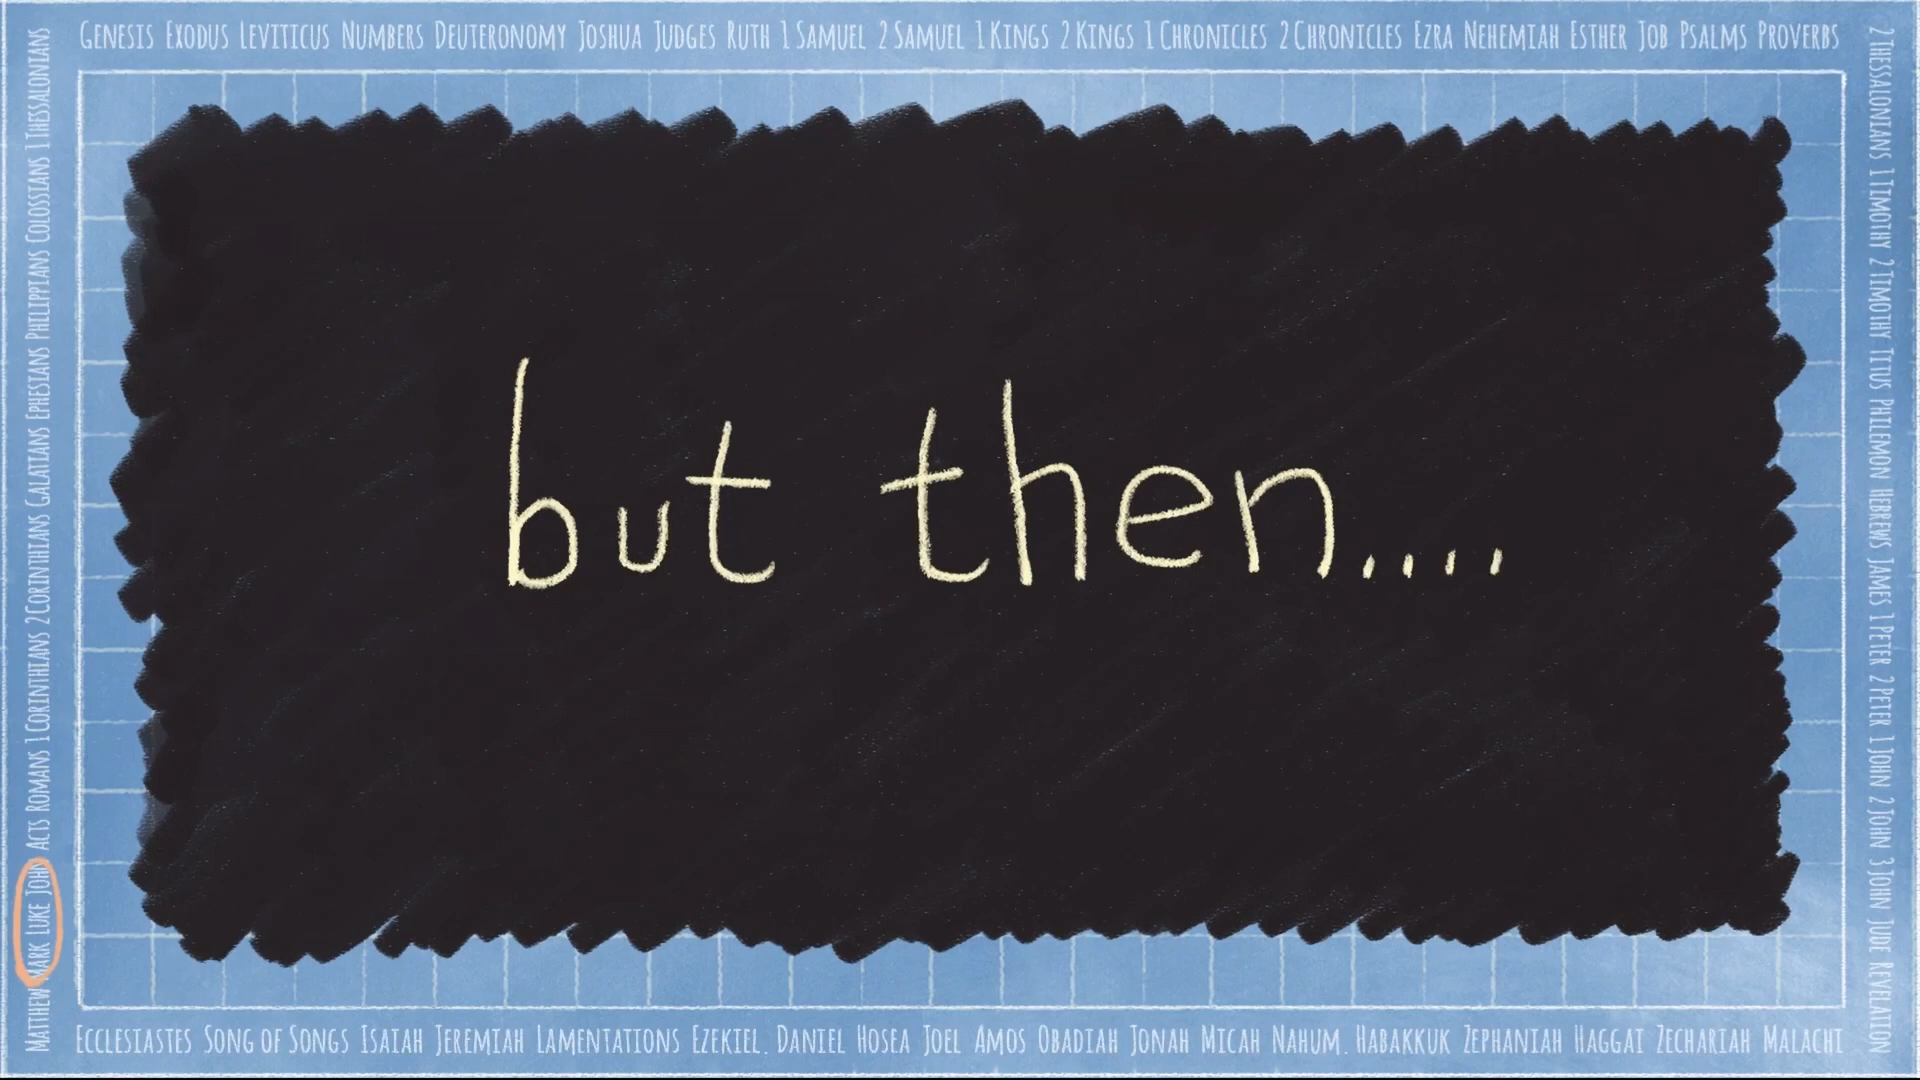 GENESIS EXODUS LEVITICUS NUMBERS DEUTERONOMY JOSHUA JUDGES RUTH 1 SAMUEL 2 SAMUEL 1 KINGS 2 KINGS 1 CHRONICLES 2 CHRONICLES EZRA NEHEMIAH ESTHER JOB PSALMS PROVERBS
but then....
ECCLESIASTES SONG OF SONGS ISAIAH JEREMIAH LAMENTATIONS EZEKIEL. DANIEL HOSEA JOEL AMOS OBADIAH JONAH MICAH NAHUM. HABAKKUK ZEPHANIAH HAGGAI ZECHARIAH MALACHI
MATTHEW MARK LUKE JOHN ACTS ROMANS 1 CORINTHIANS 2 CORINTHIANS GALATIANS EPHESIANS PHILIPPIANS COLOSSIANS 1 THESSALONIANS
2 THESSALONIANS 1 TIMOTHY 2 TIMOTHY TITUS PHILEMON HEBREWS JAMES 1 PETER 2 PETER 1 JOHN 2 JOHN 3 JOHN JUDE REVELATION